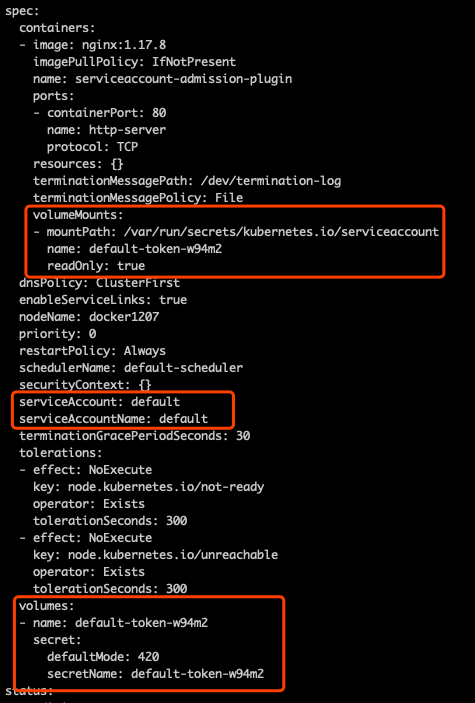 spec:
  containers:
  - image: nginx:1.17.8
    imagePullPolicy: IfNotPresent
    name: serviceaccount-admission-plugin
    ports:
    - containerPort: 80
      name: http-server
      protocol: TCP
    resources: {}
    terminationMessagePath: /dev/termination-log
    terminationMessagePolicy: File
    volumeMounts:
    - mountPath: /var/run/secrets/kubernetes.io/serviceaccount
      name: default-token-w94m2
      readOnly: true
  dnsPolicy: ClusterFirst
  enableServiceLinks: true
  nodeName: docker1207
  priority: 0
  restartPolicy: Always
  schedulerName: default-scheduler
  securityContext: {}
  serviceAccount: default
  serviceAccountName: default
  terminationGracePeriodSeconds: 30
  tolerations:
  - effect: NoExecute
    key: node.kubernetes.io/not-ready
    operator: Exists
    tolerationSeconds: 300
  - effect: NoExecute
    key: node.kubernetes.io/unreachable
    operator: Exists
    tolerationSeconds: 300
  volumes:
  - name: default-token-w94m2
    secret:
      defaultMode: 420
      secretName: default-token-w94m2
status: